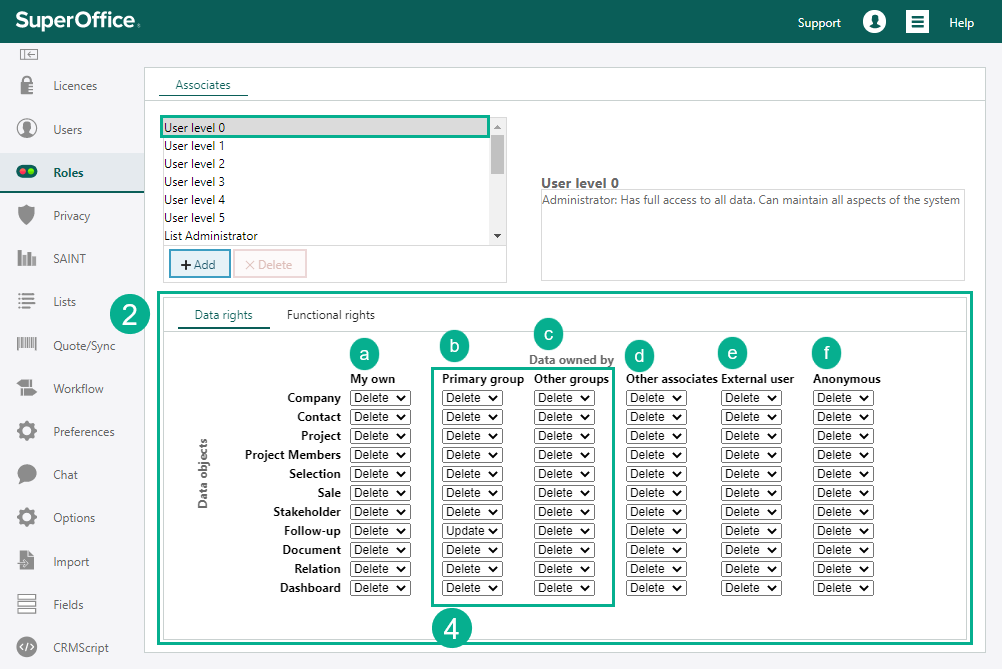 SuperOffice.
Support Help
Licences
Users
Roles
Privacy
SAINT
Lists
Quote/Sync
Workflow
Preferences
Chat
Options
Import
Fields
CRMScript
Associates
User level 0
User level 1
User level 2
User level 3
User level 4
User level 5
List Administrator
+ Add × Delete
User level 0
Administrator: Has full access to all data. Can maintain all aspects of the system
2
Data rights Functional rights
a b c d e f
Data owned by
My own Primary group Other groups Other associates External user Anonymous
Data objects
Company Delete Delete Delete Delete Delete Delete
Contact Delete Delete Delete Delete Delete Delete
Project Delete Delete Delete Delete Delete Delete
Project Members Delete Delete Delete Delete Delete Delete
Selection Delete Delete Delete Delete Delete Delete
Sale Delete Delete Delete Delete Delete Delete
Stakeholder Delete Delete Delete Delete Delete Delete
Follow-up Delete Update Delete Delete Delete Delete
Document Delete Delete Delete Delete Delete Delete
Relation Delete Delete Delete Delete Delete Delete
Dashboard Delete Delete Delete Delete Delete Delete
4